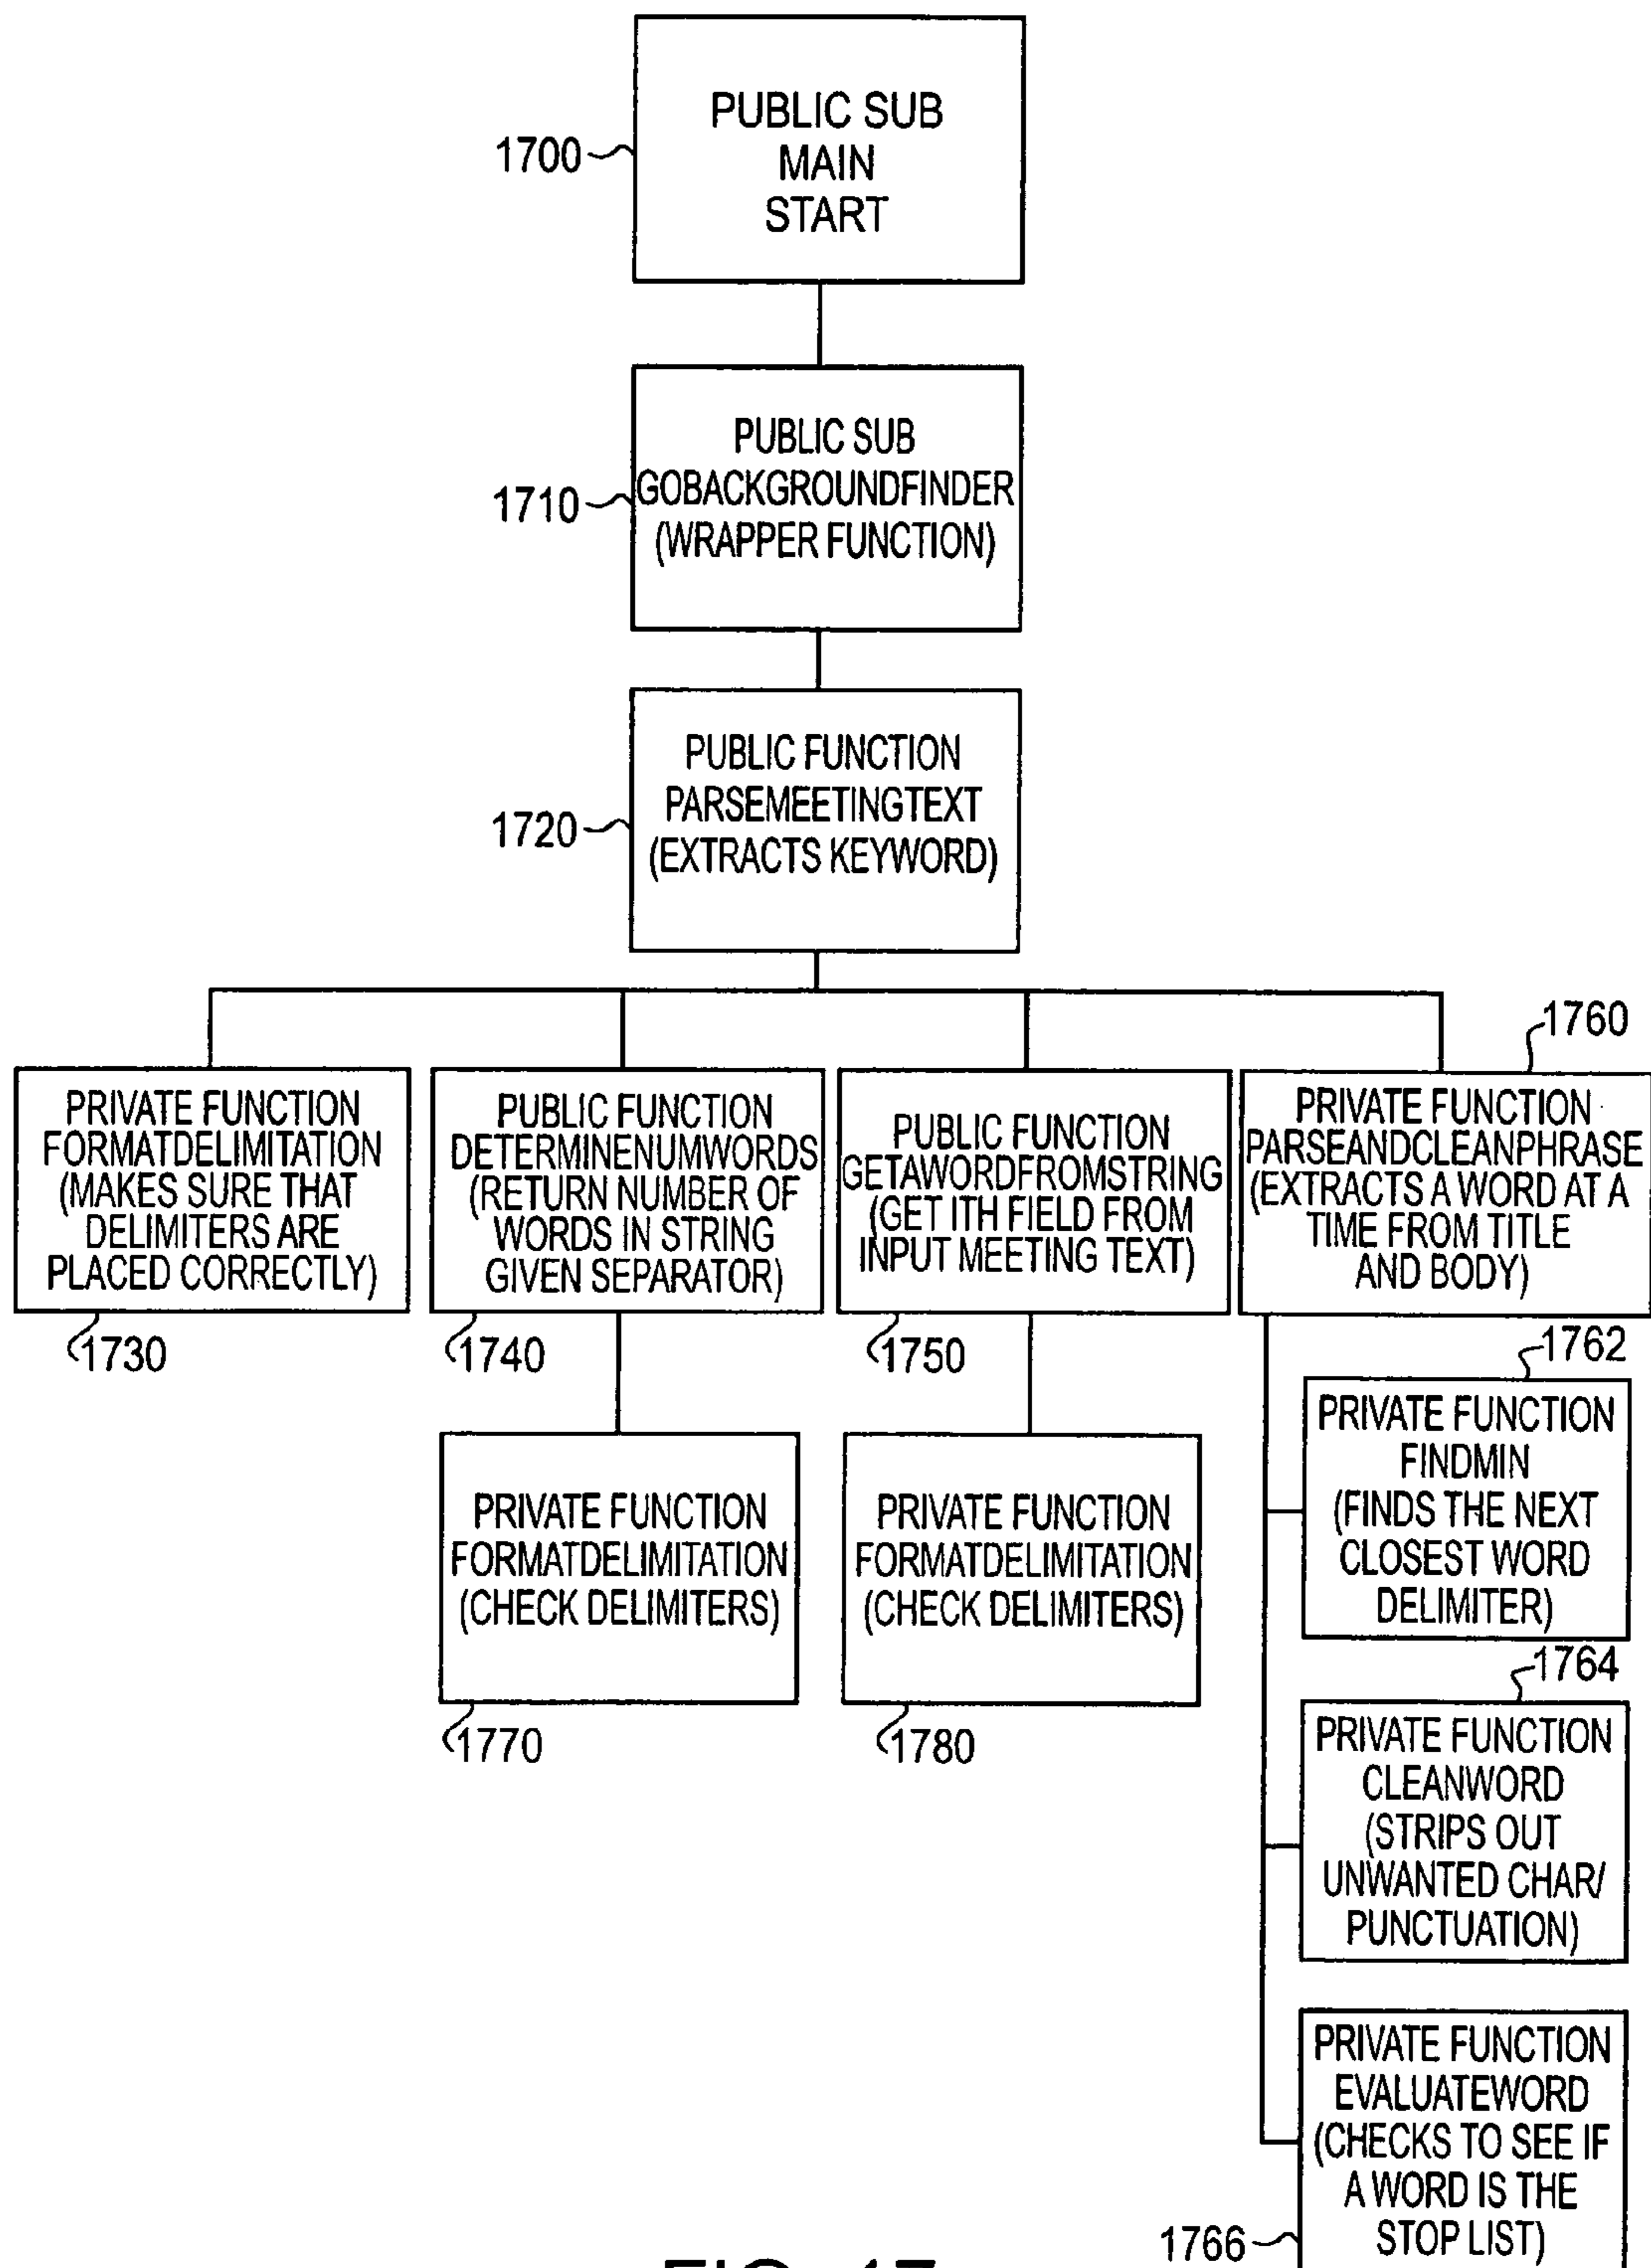 PUBLIC SUB
MAIN
START
1700
PUBLIC SUB
GOBACKGROUNDFINDER
(WRAPPER FUNCTION)
1710
PUBLIC FUNCTION
PARSEMEETINGTEXT
(EXTRACTS KEYWORD)
1720
PRIVATE FUNCTION
FORMATDELIMITATION
(MAKES SURE THAT
DELIMITERS ARE
PLACED CORRECTLY)
1730
PUBLIC FUNCTION
DETERMINENUMWORDS
(RETURN NUMBER OF
WORDS IN STRING
GIVEN SEPARATOR)
1740
PUBLIC FUNCTION
GETAWORDFROMSTRING
(GET ITH FIELD FROM
INPUT MEETING TEXT)
1750
1760
PRIVATE FUNCTION
PARSEANDCLEANPHRASE
(EXTRACTS A WORD AT A
TIME FROM TITLE
AND BODY)
PRIVATE FUNCTION
FORMATDELIMITATION
(CHECK DELIMITERS)
1770
PRIVATE FUNCTION
FORMATDELIMITATION
(CHECK DELIMITERS)
1780
1762
PRIVATE FUNCTION
FINDMIN
(FINDS THE NEXT
CLOSEST WORD
DELIMITER)
1764
PRIVATE FUNCTION
CLEANWORD
(STRIPS OUT
UNWANTED CHAR/
PUNCTUATION)
PRIVATE FUNCTION
EVALUATEWORD
(CHECKS TO SEE IF
A WORD IS THE
STOP LIST)
1766